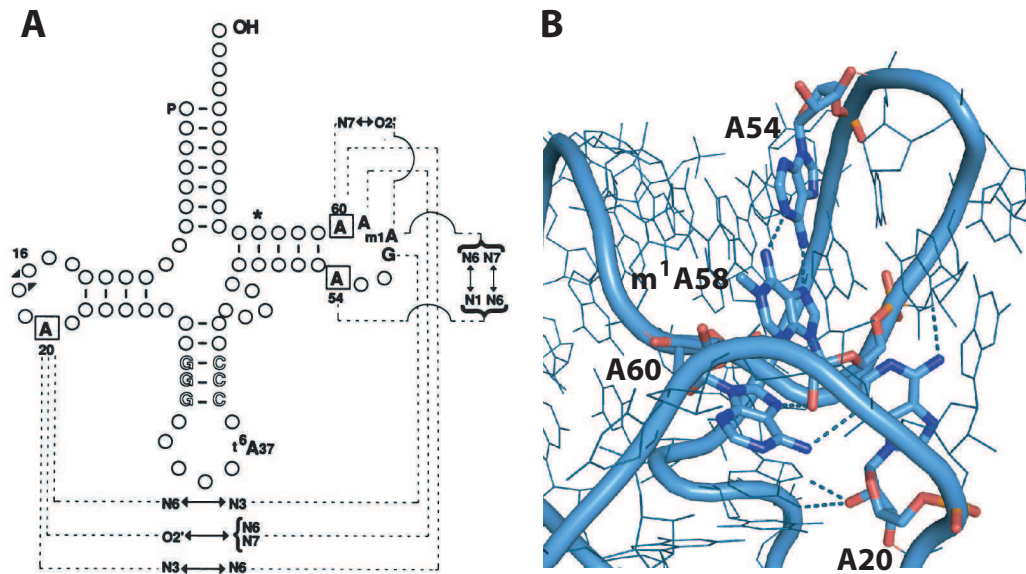 A
OH
P
N7↔O2'
60
*
A A
m1A
G
N6 N7
N1 N6
A
54
16
A
20
G C
G C
G C
t6A37
N6 ↔ N3
O2' ↔ {N6
N7
N3 ↔ N6
B
A54
m1A58
A60
A20